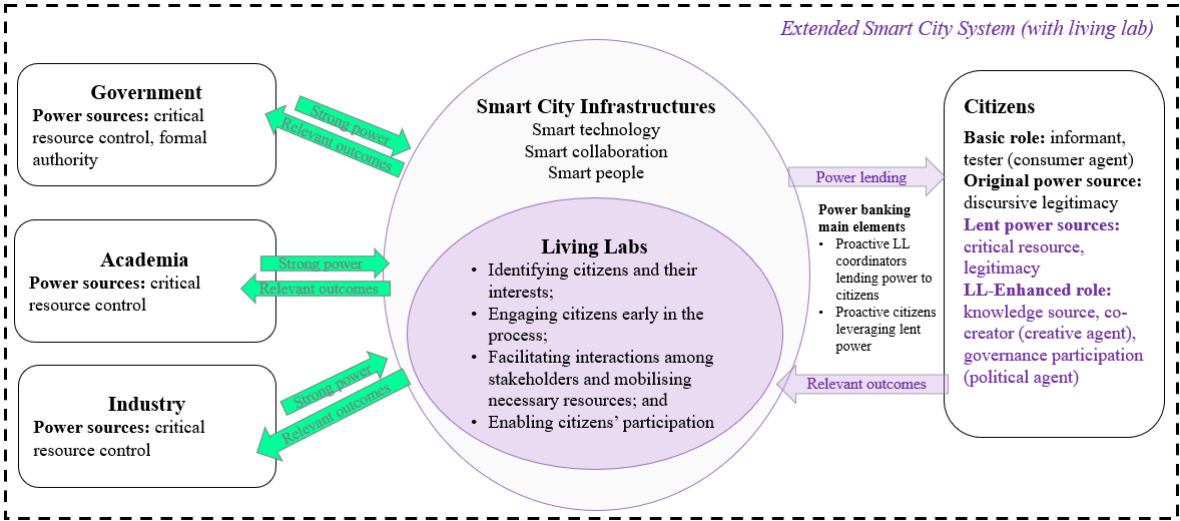 Extended Smart City System (with living lab)
Government
Power sources: critical
resource control, formal
authority
Strong power
Relevant outcomes
Academia
Power sources: critical
resource control
Strong power
Relevant outcomes
Industry
Power sources: critical
resource control
Strong power
Relevant outcomes
Smart City Infrastructures
Smart technology
Smart collaboration
Smart people
Living Labs
• Identifying citizens and their
interests;
• Engaging citizens early in the
process;
• Facilitating interactions among
stakeholders and mobilising
necessary resources; and
• Enabling citizens’ participation
Power lending
Power banking
main elements
• Proactive LL
coordinators
lending power to
citizens
• Proactive citizens
leveraging lent
power
Relevant outcomes
Citizens
Basic role: informant,
tester (consumer agent)
Original power source:
discursive legitimacy
Lent power sources:
critical resource,
legitimacy
LL-Enhanced role:
knowledge source, co-
creator (creative agent),
governance participation
(political agent)